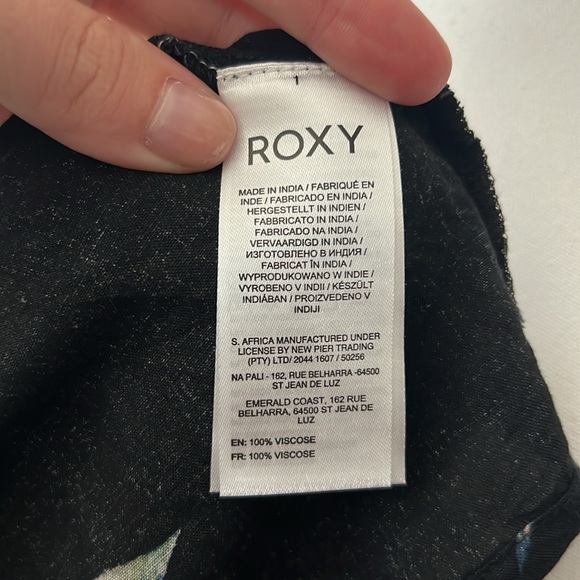 ROXY
MADE IN INDIA / FABRIQUÉ EN
INDE / FABRICADO EN INDIA /
HERGESTELLT IN INDIEN /
FABBRICATO IN INDIA /
FABRICADO NA INDIA /
VERVAARDIGD IN INDIA /
ИЗГОТОВЛЕНО В ИНДИЯ /
FABRICAT ÎN INDIA /
WYPRODUKOWANO W INDIE /
VYROBENO V INDII / KÉSZÜLT
INDIÁBAN / PROIZVEDENO V
INDIJI
S. AFRICA MANUFACTURED UNDER
LICENSE BY NEW PIER TRADING
(PTY) LTD/ 2044 1607 / 50256
NA PALI - 162, RUE BELHARRA -64500
ST JEAN DE LUZ
EMERALD COAST, 162 RUE
BELHARRA, 64500 ST JEAN DE
LUZ
EN: 100% VISCOSE
FR: 100% VISCOSE